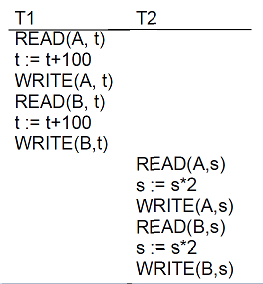 T1 T2
READ(A, t)
t := t+100
WRITE(A, t)
READ(B, t)
t := t+100
WRITE(B,t)
READ(A,s)
s := s*2
WRITE(A,s)
READ(B,s)
s := s*2
WRITE(B,s)